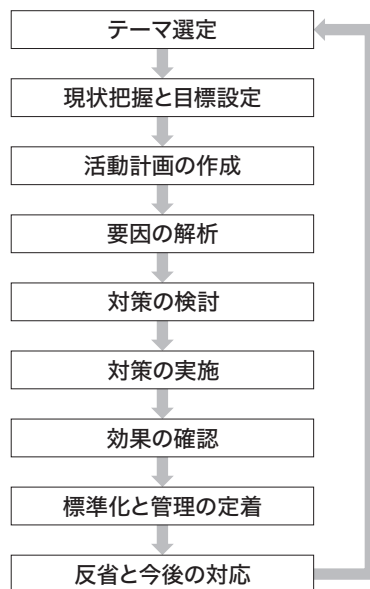 テーマ選定
現状把握と目標設定
活動計画の作成
要因の解析
対策の検討
対策の実施
効果の確認
標準化と管理の定着
反省と今後の対応